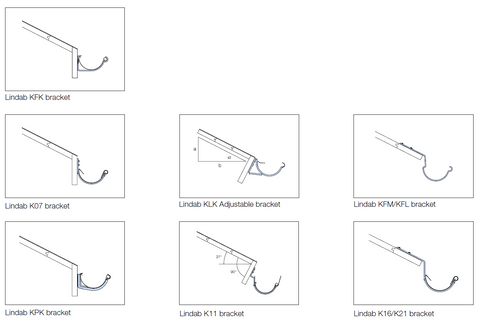 Lindab KFK bracket
Lindab K07 bracket
Lindab KLK Adjustable bracket
Lindab KFM/KFL bracket
Lindab KPK bracket
Lindab K11 bracket
Lindab K16/K21 bracket